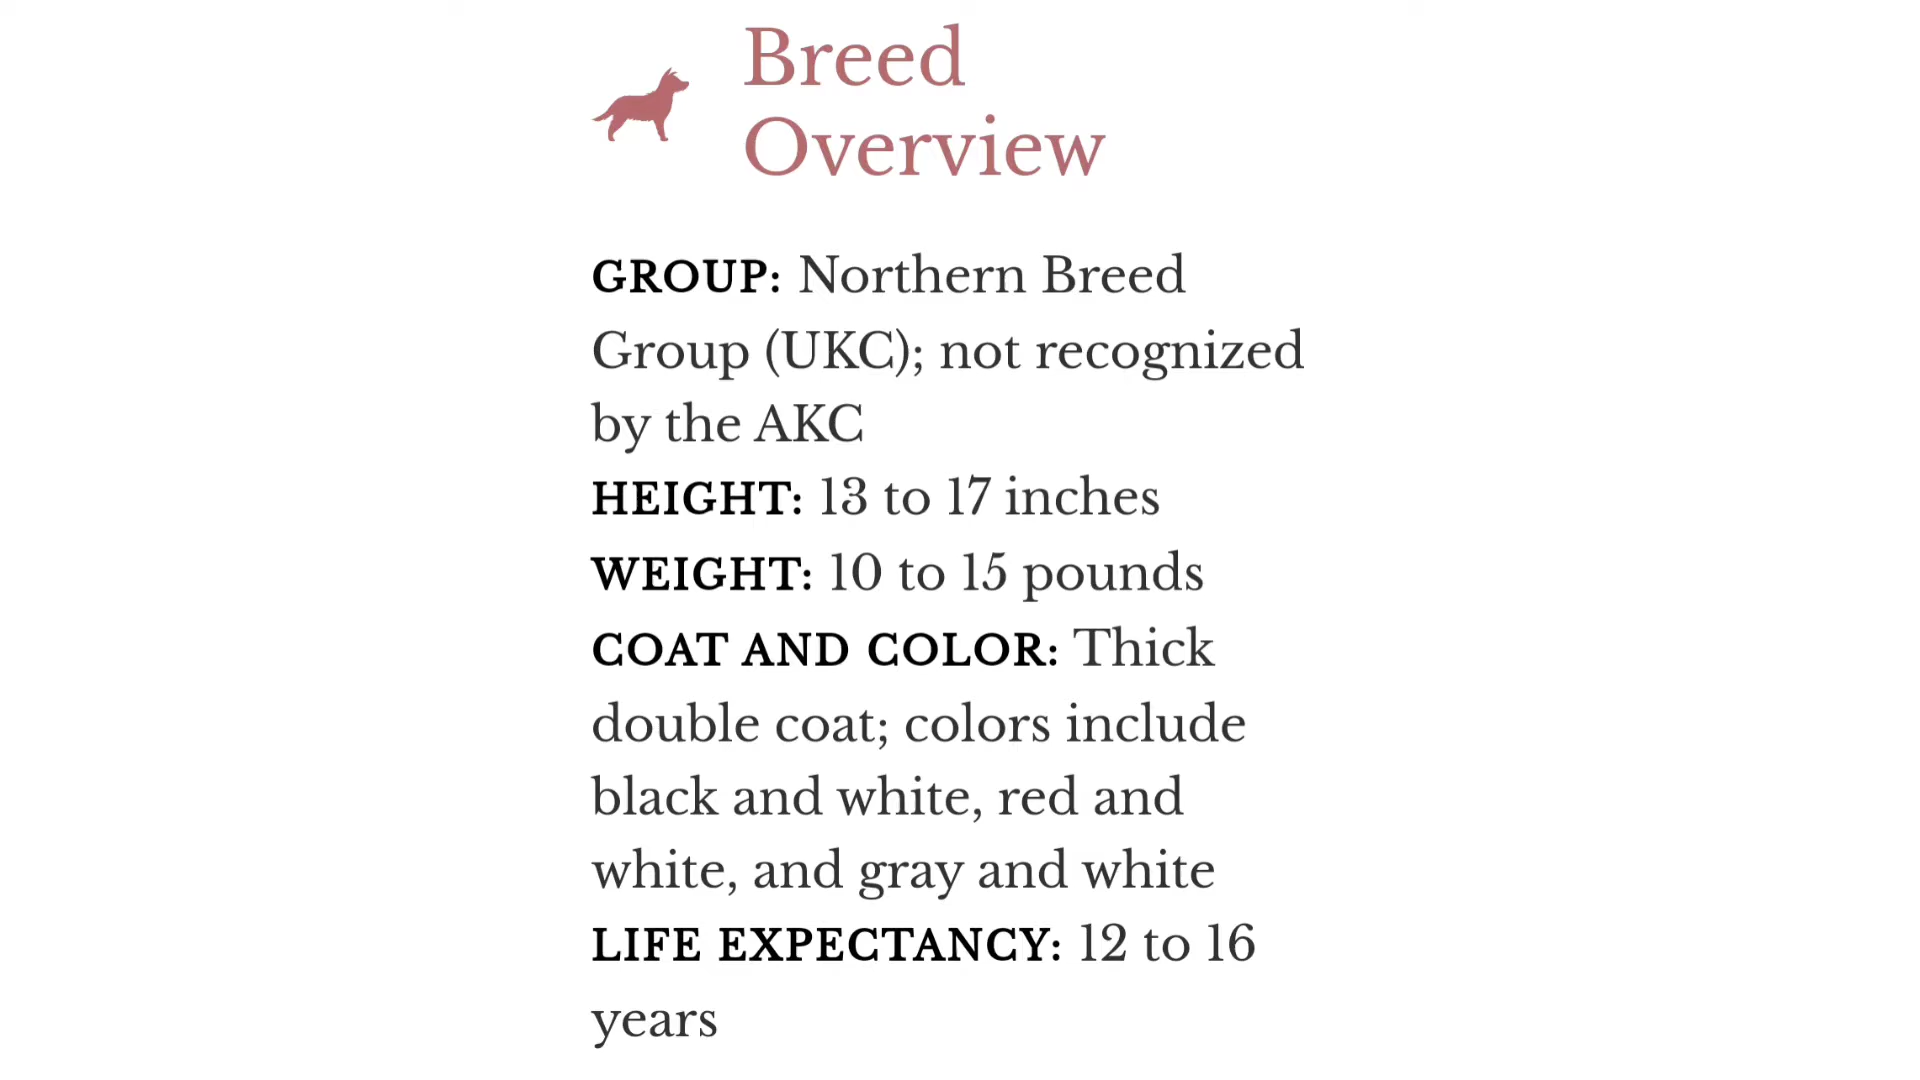 Breed
Overview
GROUP: Northern Breed
Group (UKC); not recognized
by the AKC
HEIGHT: 13 to 17 inches
WEIGHT: 10 to 15 pounds
COAT AND COLOR: Thick
double coat; colors include
black and white, red and
white, and gray and white
LIFE EXPECTANCY: 12 to 16
years